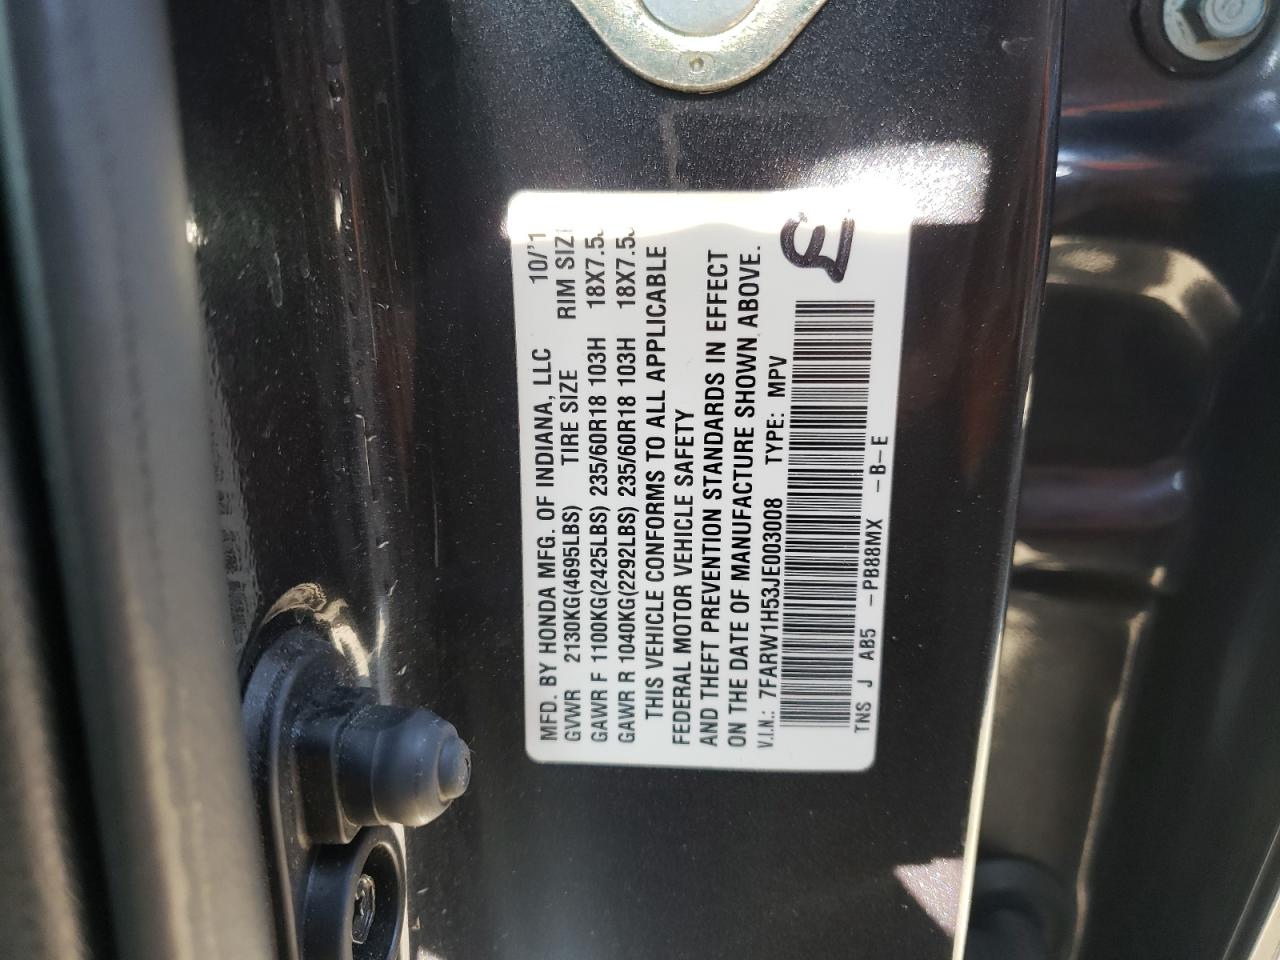 MFD. BY HONDA MFG. OF INDIANA, LLC 10/'1
GVWR 2130KG(4695LBS) TIRE SIZE RIM SIZ
GAWR F 1100KG(2425LBS) 235/60R18 103H 18X7.5
GAWR R 1040KG(2292LBS) 235/60R18 103H 18X7.5
THIS VEHICLE CONFORMS TO ALL APPLICABLE
FEDERAL MOTOR VEHICLE SAFETY
AND THEFT PREVENTION STANDARDS IN EFFECT
ON THE DATE OF MANUFACTURE SHOWN ABOVE.
V.I.N.: 7FARW1H53JE003008 TYPE: MPV
TNS J AB5 -PB88MX -B-E